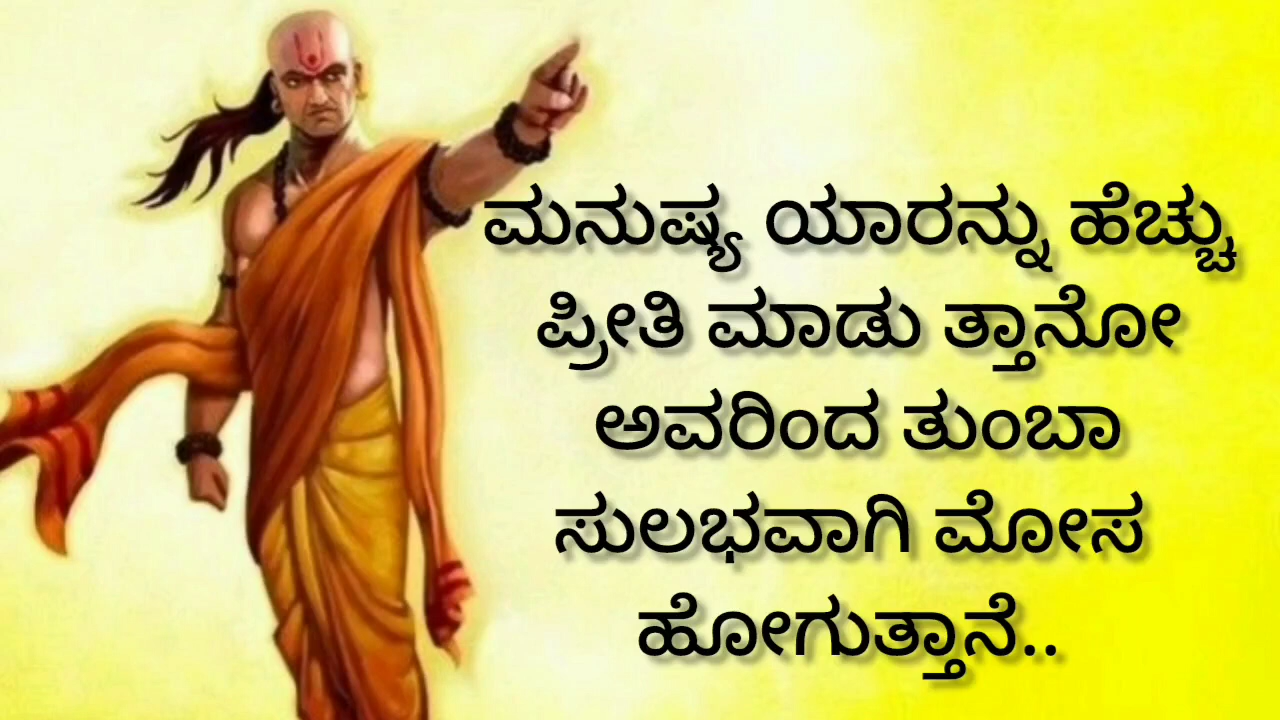 ಮನುಷ್ಯ ಯಾರನ್ನು ಹೆಚ್ಚು
ಪ್ರೀತಿ ಮಾಡು ತ್ತಾನೋ
ಅವರಿಂದ ತುಂಬಾ
ಸುಲಭವಾಗಿ ಮೋಸ
ಹೋಗುತ್ತಾನೆ..